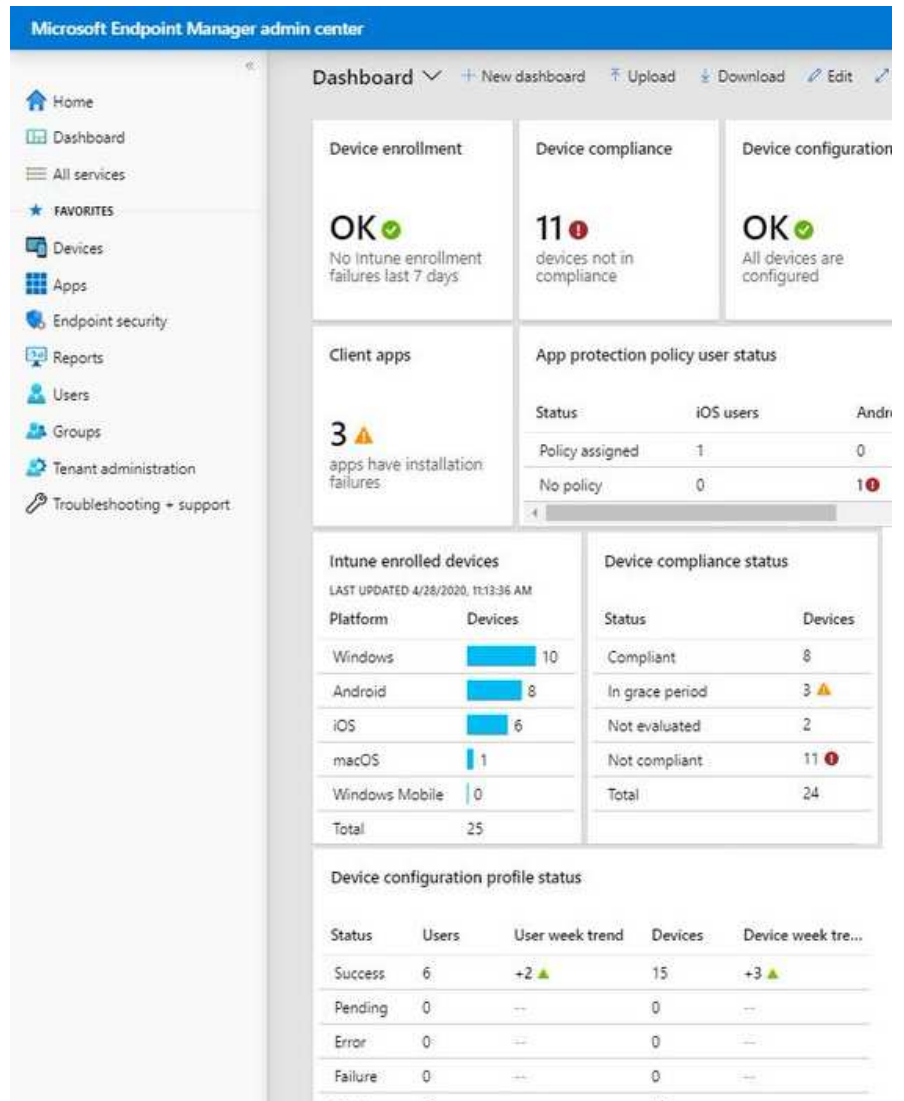 Microsoft Endpoint Manager admin center
«
Home
Dashboard
All services
FAVORITES
Devices
Apps
Endpoint security
Reports
Users
Groups
Tenant administration
Troubleshooting + support
Dashboard New dashboard Upload Download Edit
Device enrollment
OK
No Intune enrollment
failures last 7 days
Device compliance
11
devices not in
compliance
Device configuration
OK
All devices are
configured
Client apps
3
apps have installation
failures
App protection policy user status
Status iOS users Andr
Policy assigned 1 0
No policy 0 1
Intune enrolled devices
LAST UPDATED 4/28/2020, 11:13:36 AM
Platform Devices
Windows 10
Android 8
iOS 6
macOS 1
Windows Mobile 0
Total 25
Device compliance status
Status Devices
Compliant 8
In grace period 3
Not evaluated 2
Not compliant 11
Total 24
Device configuration profile status
Status Users User week trend Devices Device week tre...
Success 6 +2 15 +3
Pending 0 -- 0 --
Error 0 -- 0 --
Failure 0 -- 0 --